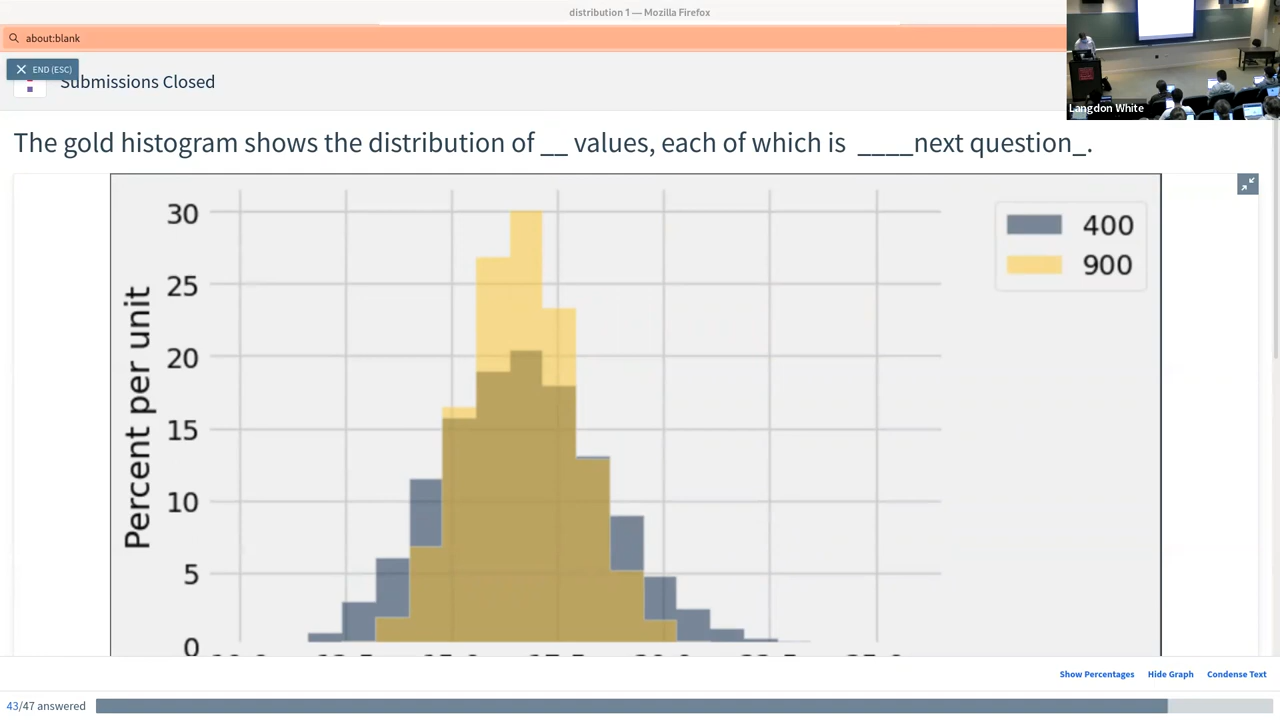 distribution 1 — Mozilla Firefox
about:blank
END (ESC)
Submissions Closed
Langdon White
The gold histogram shows the distribution of __ values, each of which is ____next question_.
400
900
Percent per unit
30
25
20
15
10
5
0
Show Percentages
Hide Graph
Condense Text
43/47 answered